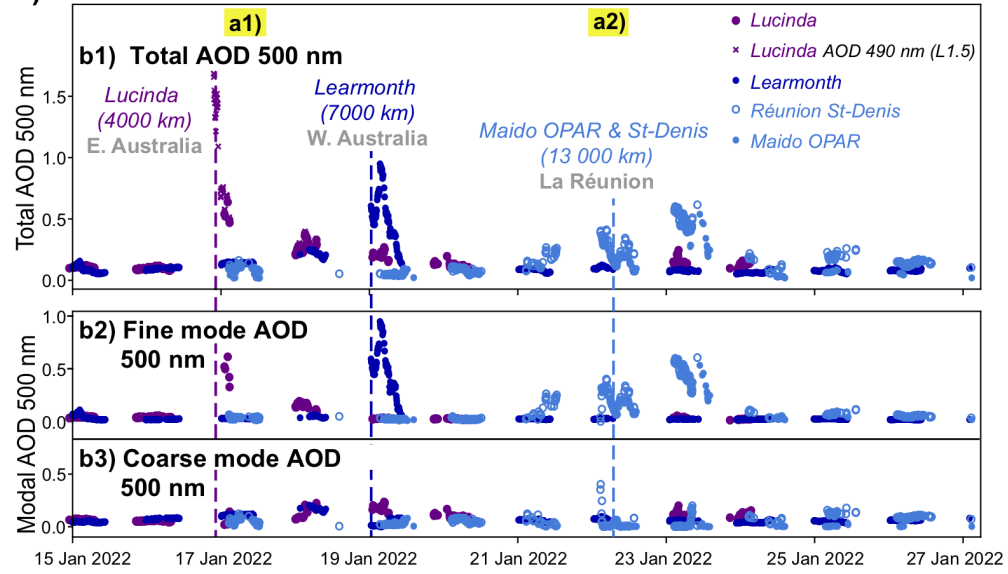 a1)
a2)
b1) Total AOD 500 nm
Lucinda
(4000 km)
E. Australia
Learmonth
(7000 km)
W. Australia
Maido OPAR & St-Denis
(13 000 km)
La Réunion
Lucinda
Lucinda AOD 490 nm (L1.5)
Learmonth
Réunion St-Denis
Maido OPAR
Total AOD 500 nm
1.5
1.0
0.5
0.0
b2) Fine mode AOD
500 nm
1.0
0.5
0.0
b3) Coarse mode AOD
500 nm
0.5
0.0
Modal AOD 500 nm
15 Jan 2022 17 Jan 2022 19 Jan 2022 21 Jan 2022 23 Jan 2022 25 Jan 2022 27 Jan 2022